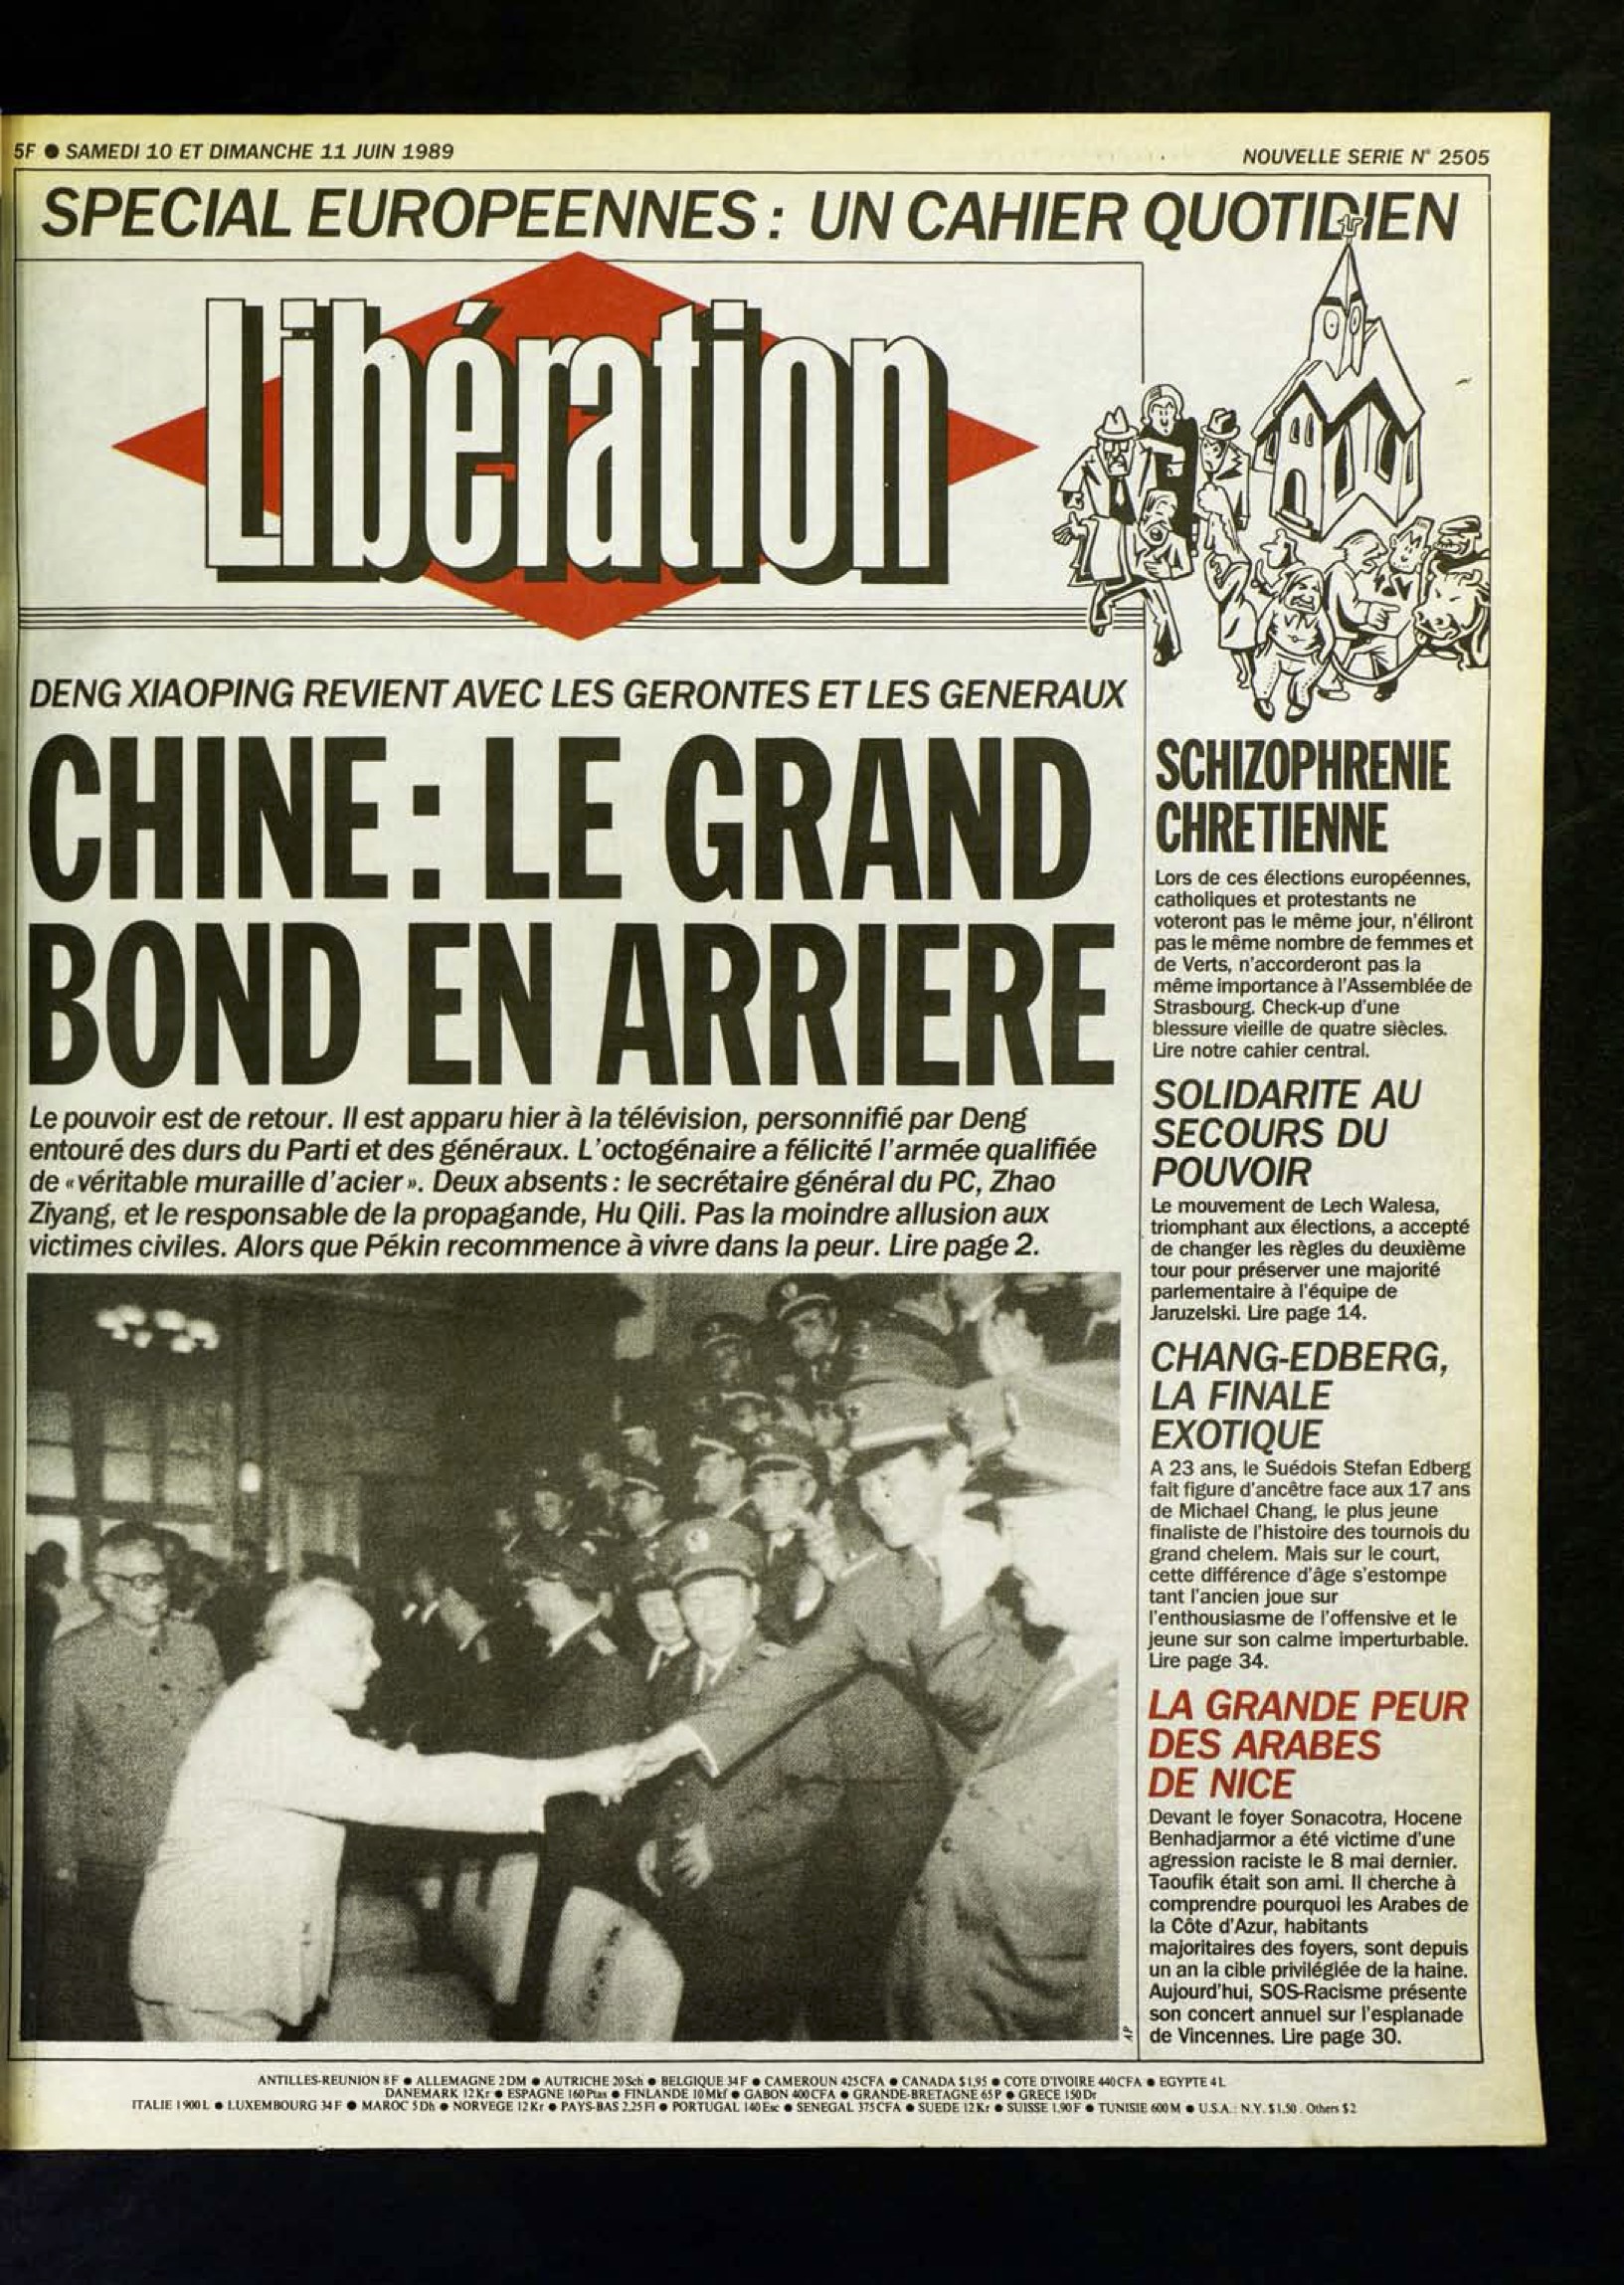 5F ● SAMEDI 10 ET DIMANCHE 11 JUIN 1989
NOUVELLE SERIE N° 2505
SPECIAL EUROPEENNES : UN CAHIER QUOTIDIEN
Libération
DENG XIAOPING REVIENT AVEC LES GERONTES ET LES GENERAUX
CHINE : LE GRAND
BOND EN ARRIERE
Le pouvoir est de retour. Il est apparu hier à la télévision, personnifié par Deng
entouré des durs du Parti et des généraux. L'octogénaire a félicité l'armée qualifiée
de « véritable muraille d'acier ». Deux absents : le secrétaire général du PC, Zhao
Ziyang, et le responsable de la propagande, Hu Qili. Pas la moindre allusion aux
victimes civiles. Alors que Pékin recommence à vivre dans la peur. Lire page 2.
AP
SCHIZOPHRENIE
CHRETIENNE
Lors de ces élections européennes,
catholiques et protestants ne
voteront pas le même jour, n'éliront
pas le même nombre de femmes et
de Verts, n'accorderont pas la
même importance à l'Assemblée de
Strasbourg. Check-up d'une
blessure vieille de quatre siècles.
Lire notre cahier central.
SOLIDARITE AU
SECOURS DU
POUVOIR
Le mouvement de Lech Walesa,
triomphant aux élections, a accepté
de changer les règles du deuxième
tour pour préserver une majorité
parlementaire à l'équipe de
Jaruzelski. Lire page 14.
CHANG-EDBERG,
LA FINALE
EXOTIQUE
A 23 ans, le Suédois Stefan Edberg
fait figure d'ancêtre face aux 17 ans
de Michael Chang, le plus jeune
finaliste de l'histoire des tournois du
grand chelem. Mais sur le court,
cette différence d'âge s'estompe
tant l'ancien joue sur
l'enthousiasme de l'offensive et le
jeune sur son calme imperturbable.
Lire page 34.
LA GRANDE PEUR
DES ARABES
DE NICE
Devant le foyer Sonacotra, Hocene
Benhadjarmor a été victime d'une
agression raciste le 8 mai dernier.
Taoufik était son ami. Il cherche à
comprendre pourquoi les Arabes de
la Côte d'Azur, habitants
majoritaires des foyers, sont depuis
un an la cible privilégiée de la haine.
Aujourd'hui, SOS-Racisme présente
son concert annuel sur l'esplanade
de Vincennes. Lire page 30.
ANTILLES-REUNION 8 F ● ALLEMAGNE 2 DM ● AUTRICHE 20 Sch ● BELGIQUE 34 F ● CAMEROUN 425 CFA ● CANADA $ 1,95 ● COTE D'IVOIRE 440 CFA ● EGYPTE 4 L
DANEMARK 12 Kr ● ESPAGNE 160 Ptas ● FINLANDE 10 Mkf ● GABON 400 CFA ● GRANDE-BRETAGNE 65 P ● GRECE 150 Dr
ITALIE 1 900 L ● LUXEMBOURG 34 F ● MAROC 5 Dh ● NORVEGE 12 Kr ● PAYS-BAS 2,25 Fl ● PORTUGAL 140 Esc ● SENEGAL 375 CFA ● SUEDE 12 Kr ● SUISSE 1,90 F ● TUNISIE 600 M ● U.S.A. : N.Y. $ 1,50 . Others $ 2